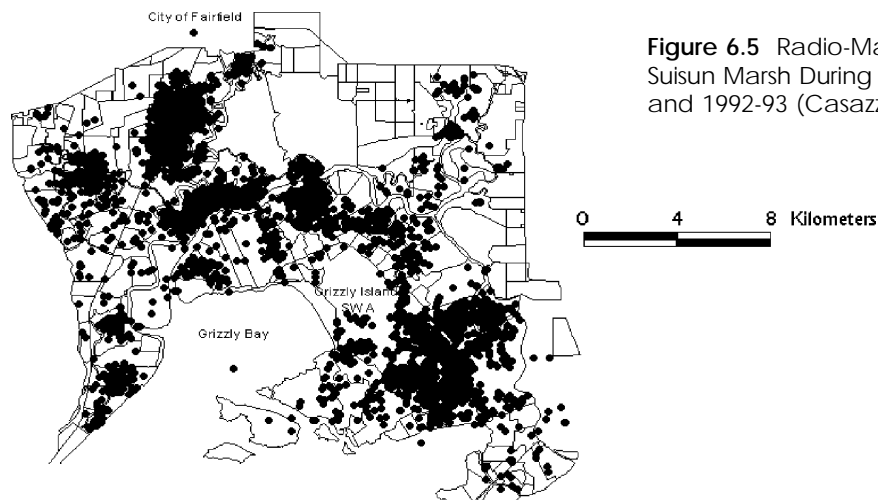 City of Fairfield
Figure 6.5 Radio-Ma
Suisun Marsh During
and 1992-93 (Casazz
0 4 8 Kilometers
Grizzly Island
SWA
Grizzly Bay